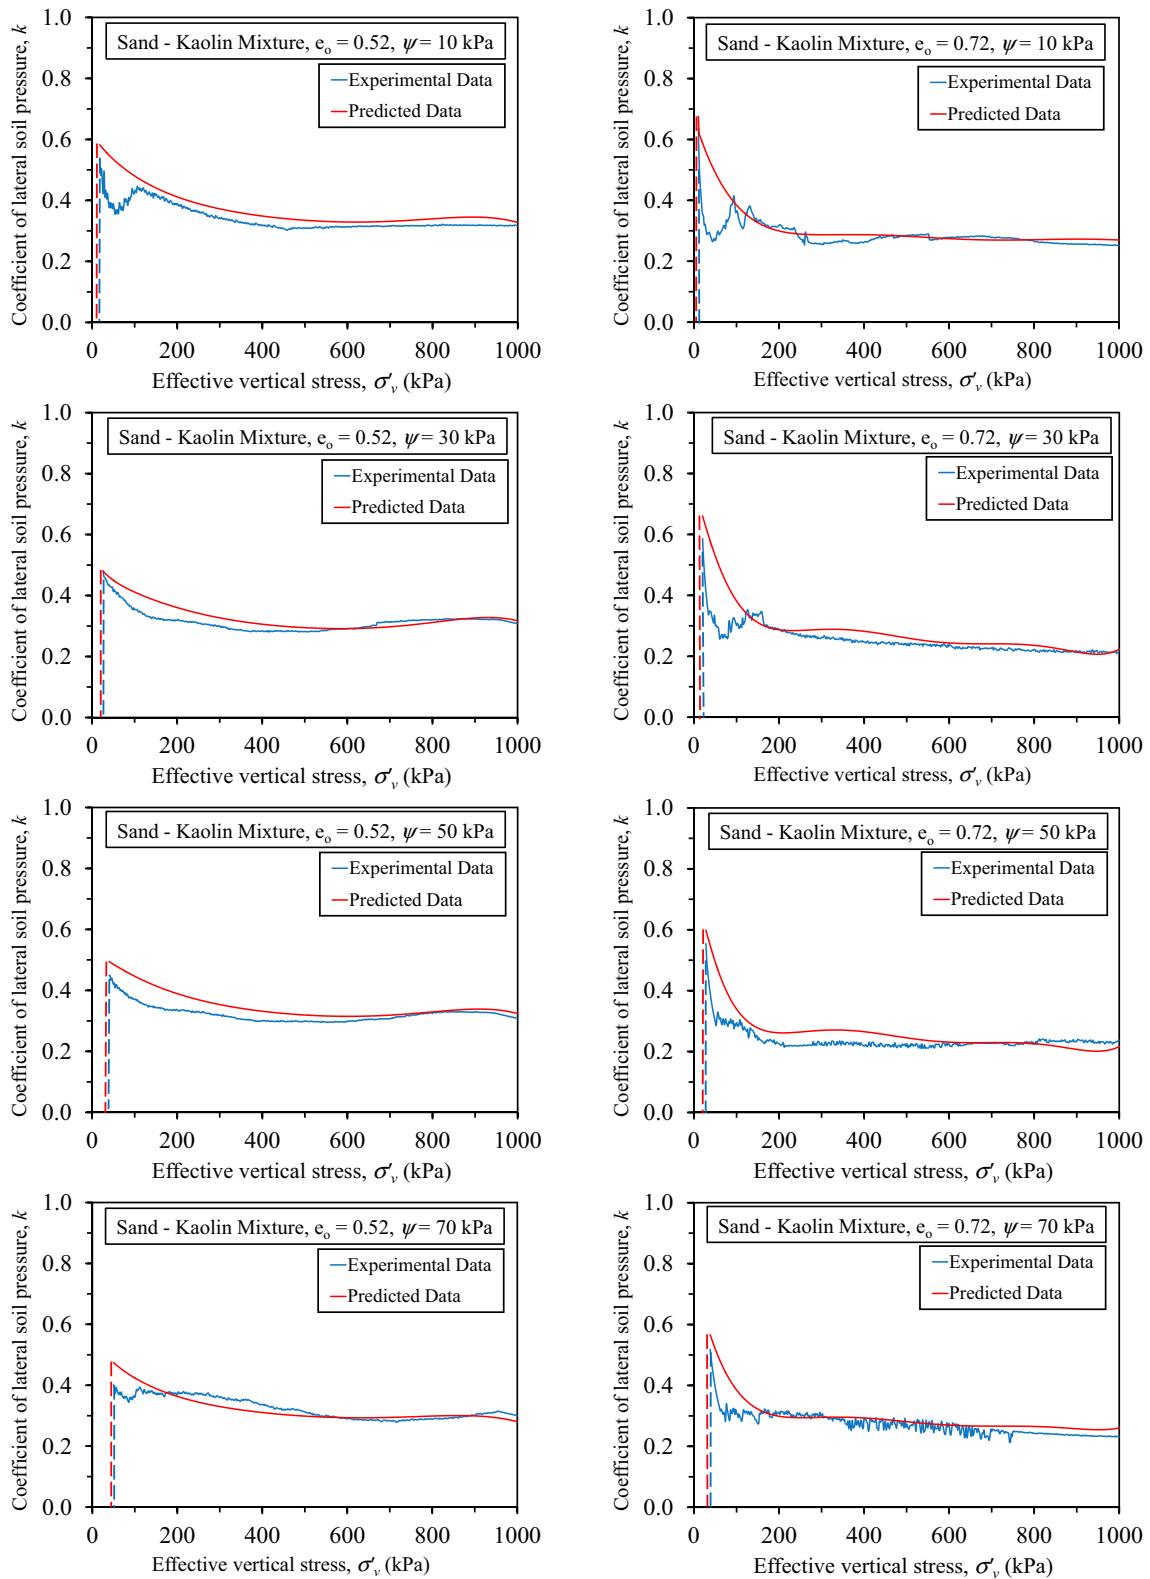 Coefficient of lateral soil pressure, k
1.0
0.8
0.6
0.4
0.2
0.0
Sand - Kaolin Mixture, eo = 0.52, ψ = 10 kPa
Experimental Data
Predicted Data
0 200 400 600 800 1000
Effective vertical stress, σ'v (kPa)
Coefficient of lateral soil pressure, k
1.0
0.8
0.6
0.4
0.2
0.0
Sand - Kaolin Mixture, eo = 0.72, ψ = 10 kPa
Experimental Data
Predicted Data
0 200 400 600 800 1000
Effective vertical stress, σ'v (kPa)
Coefficient of lateral soil pressure, k
1.0
0.8
0.6
0.4
0.2
0.0
Sand - Kaolin Mixture, eo = 0.52, ψ = 30 kPa
Experimental Data
Predicted Data
0 200 400 600 800 1000
Effective vertical stress, σ'v (kPa)
Coefficient of lateral soil pressure, k
1.0
0.8
0.6
0.4
0.2
0.0
Sand - Kaolin Mixture, eo = 0.72, ψ = 30 kPa
Experimental Data
Predicted Data
0 200 400 600 800 1000
Effective vertical stress, σ'v (kPa)
Coefficient of lateral soil pressure, k
1.0
0.8
0.6
0.4
0.2
0.0
Sand - Kaolin Mixture, eo = 0.52, ψ = 50 kPa
Experimental Data
Predicted Data
0 200 400 600 800 1000
Effective vertical stress, σ'v (kPa)
Coefficient of lateral soil pressure, k
1.0
0.8
0.6
0.4
0.2
0.0
Sand - Kaolin Mixture, eo = 0.72, ψ = 50 kPa
Experimental Data
Predicted Data
0 200 400 600 800 1000
Effective vertical stress, σ'v (kPa)
Coefficient of lateral soil pressure, k
1.0
0.8
0.6
0.4
0.2
0.0
Sand - Kaolin Mixture, eo = 0.52, ψ = 70 kPa
Experimental Data
Predicted Data
0 200 400 600 800 1000
Effective vertical stress, σ'v (kPa)
Coefficient of lateral soil pressure, k
1.0
0.8
0.6
0.4
0.2
0.0
Sand - Kaolin Mixture, eo = 0.72, ψ = 70 kPa
Experimental Data
Predicted Data
0 200 400 600 800 1000
Effective vertical stress, σ'v (kPa)